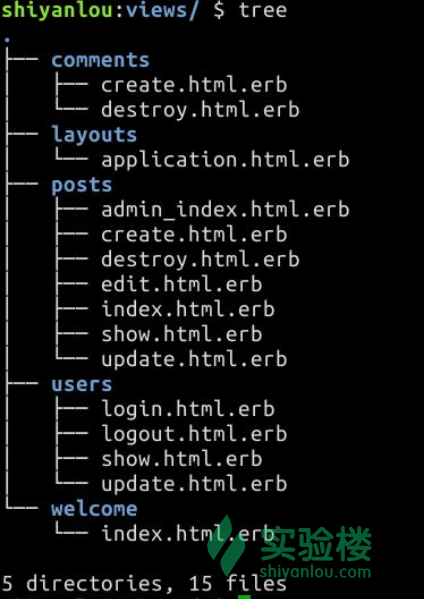 shiyanlou:views/ $ tree
.
├── comments
│   ├── create.html.erb
│   └── destroy.html.erb
├── layouts
│   └── application.html.erb
├── posts
│   ├── admin_index.html.erb
│   ├── create.html.erb
│   ├── destroy.html.erb
│   ├── edit.html.erb
│   ├── index.html.erb
│   ├── show.html.erb
│   └── update.html.erb
├── users
│   ├── login.html.erb
│   ├── logout.html.erb
│   ├── show.html.erb
│   └── update.html.erb
└── welcome
    └── index.html.erb
实验楼
shiyanlou.com
5 directories, 15 files